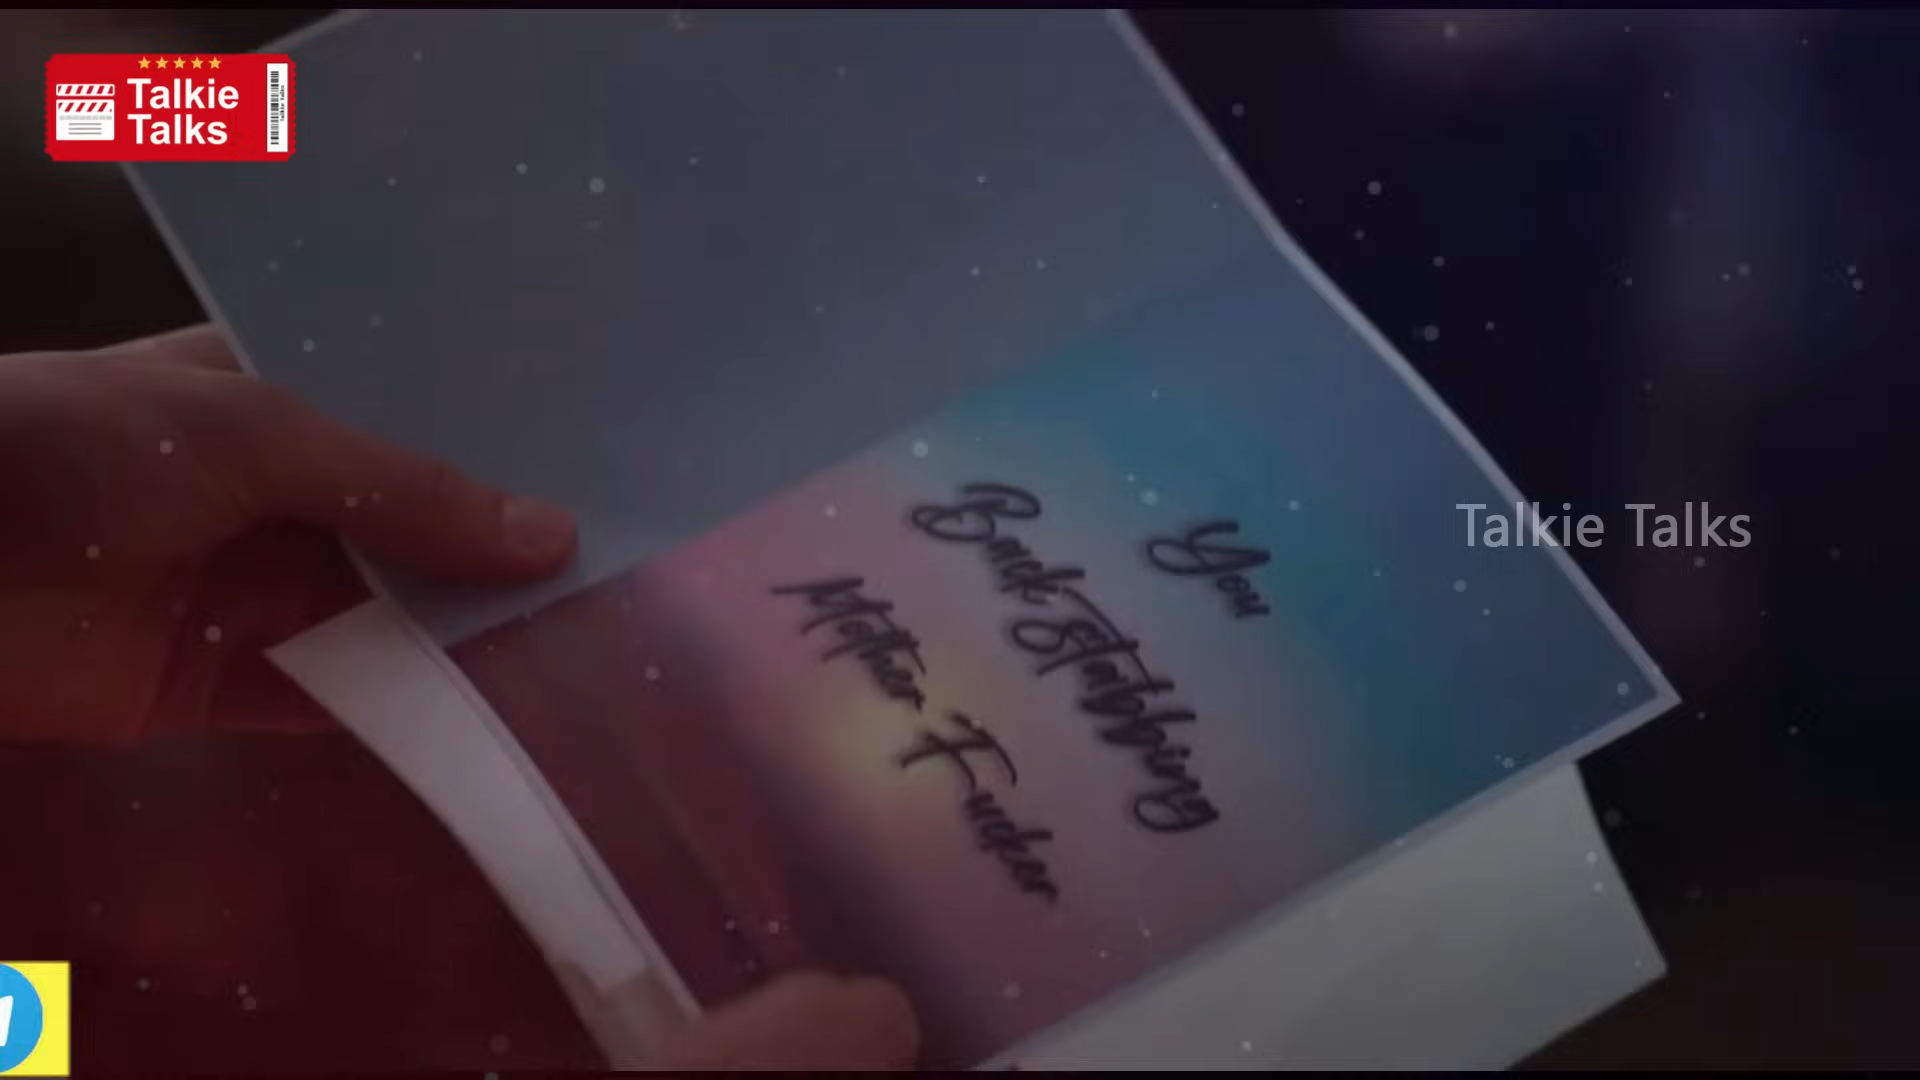 Talkie
Talks
Talkie Talks
You
Back Stabbing
Mother Fucker